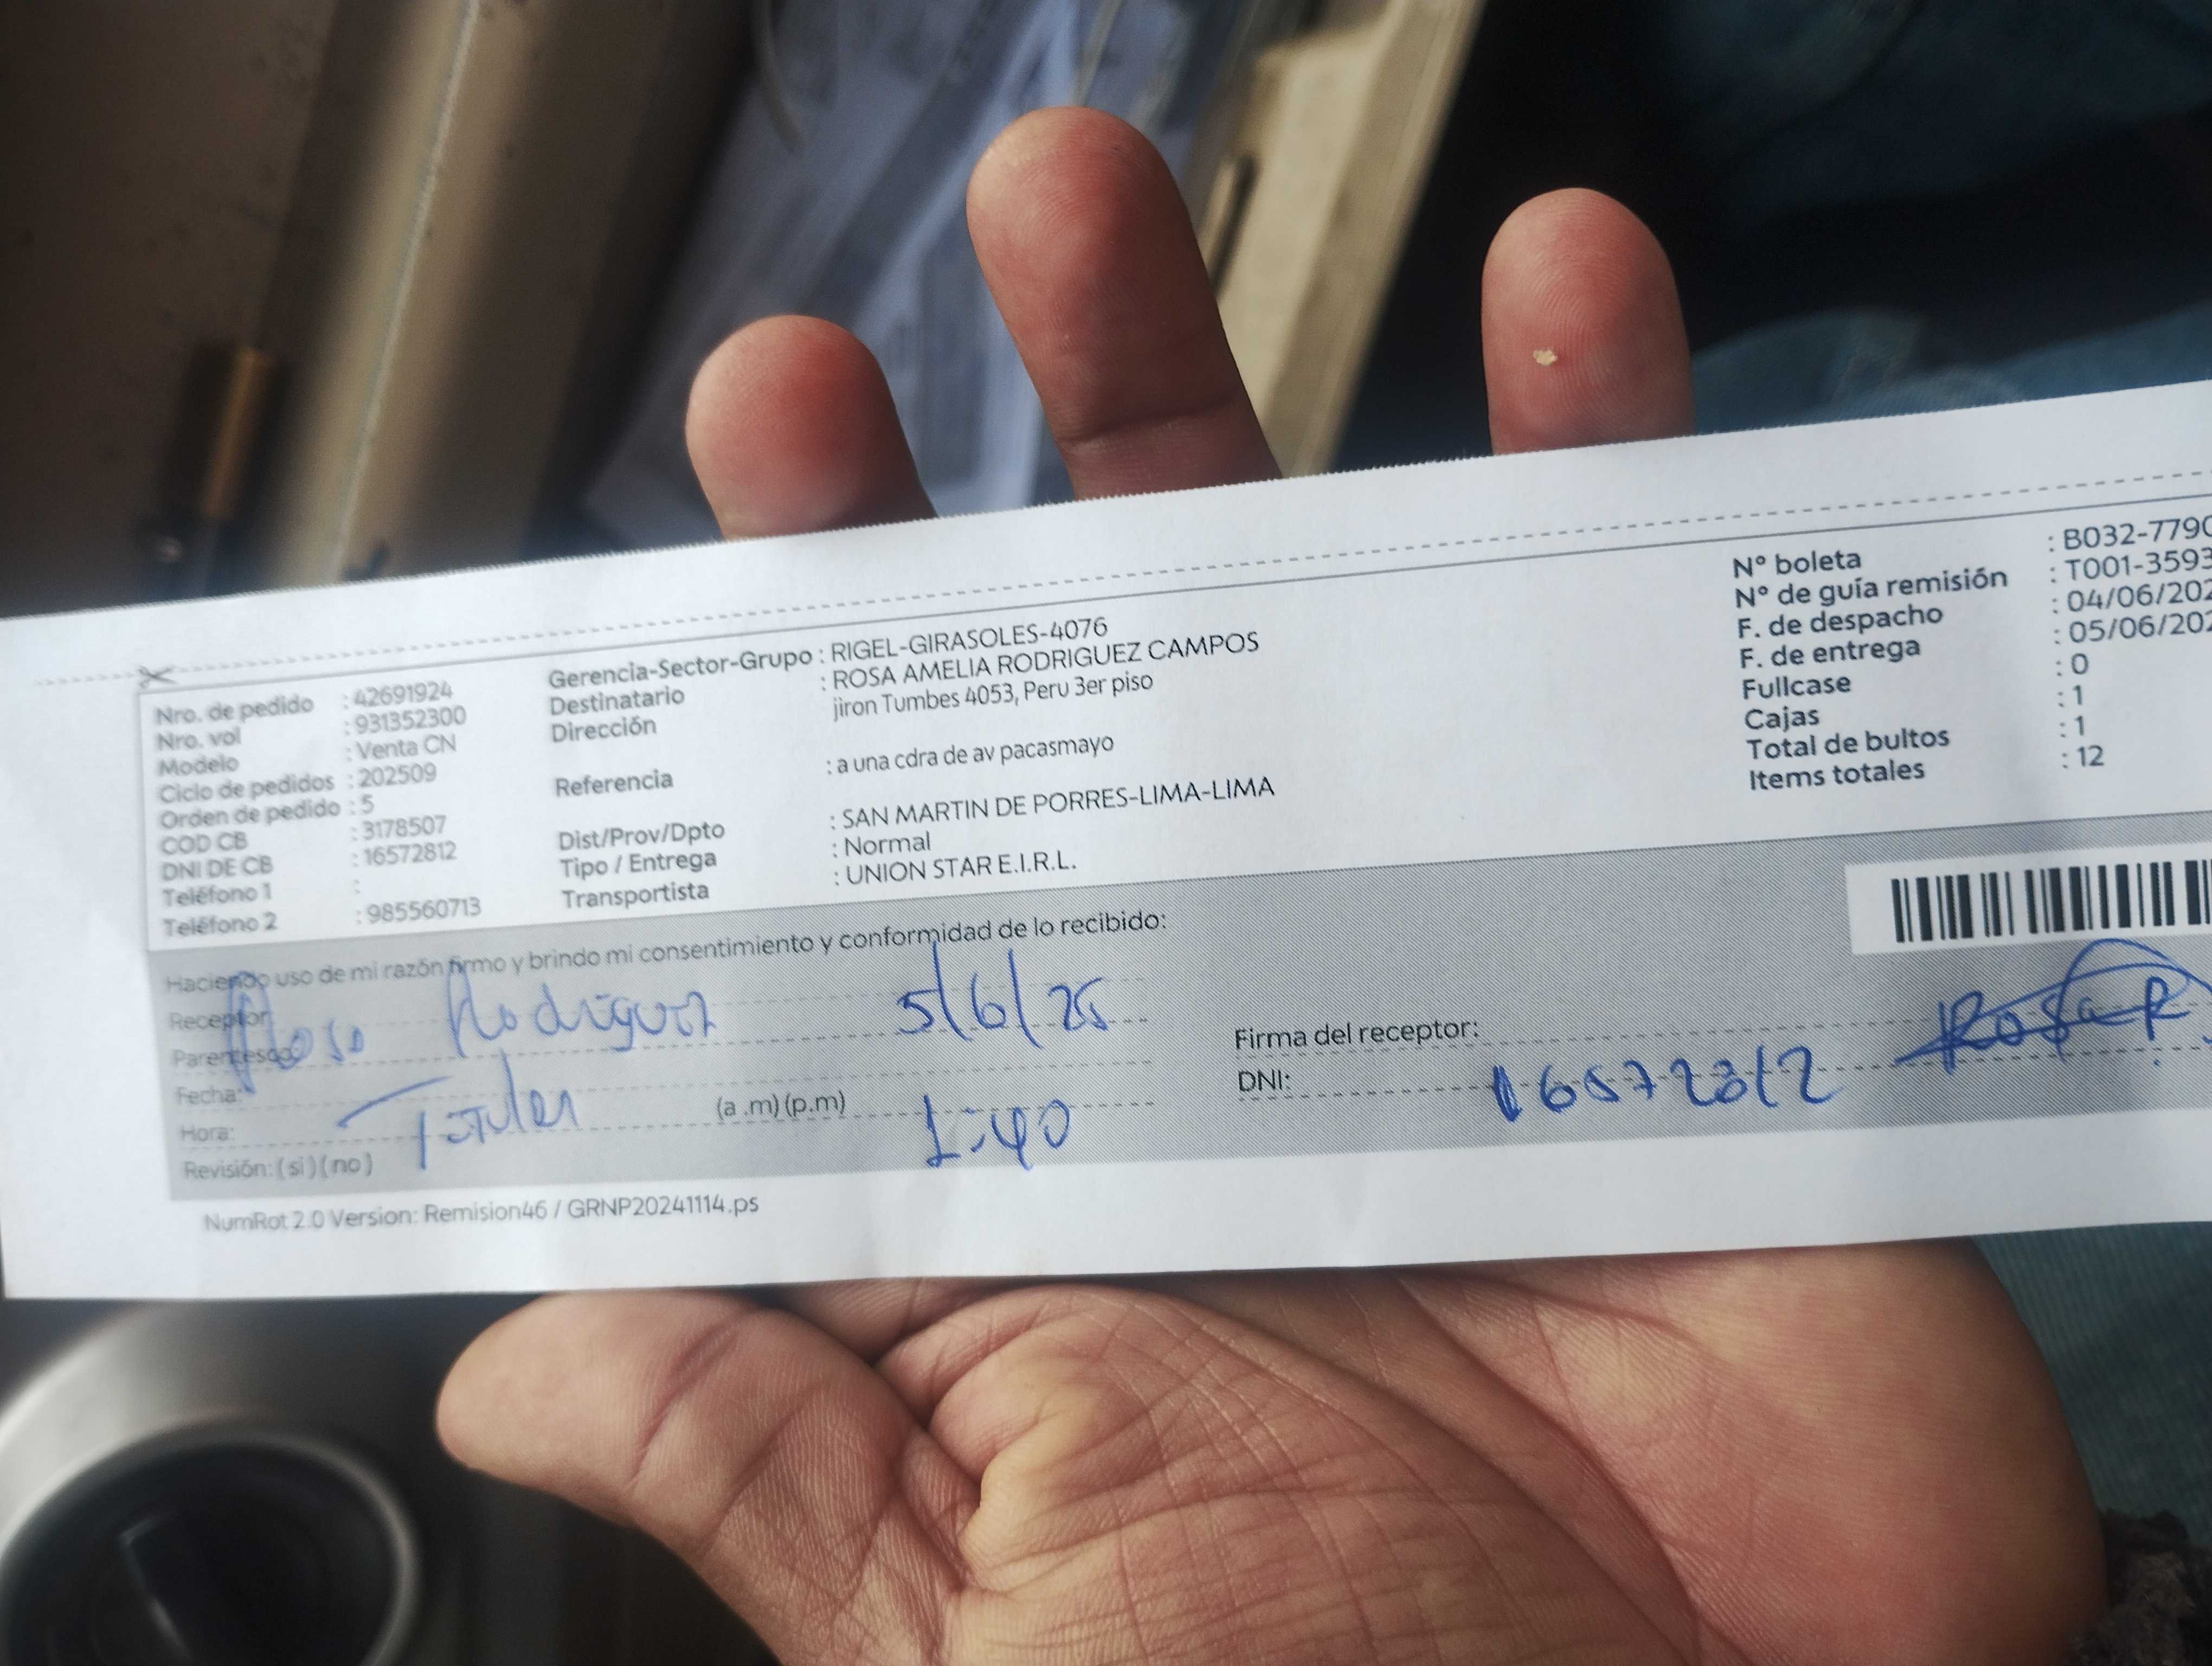 Nro. de pedido : 42691924
Nro. vol : 931352300
Modelo : Venta CN
Ciclo de pedidos : 202509
Orden de pedido : 5
COD CB : 3178507
DNI DE CB : 16572812
Teléfono 1 :
Teléfono 2 : 985560713
Gerencia-Sector-Grupo : RIGEL-GIRASOLES-4076
Destinatario : ROSA AMELIA RODRIGUEZ CAMPOS
Dirección jiron Tumbes 4053, Peru 3er piso
Referencia : a una cdra de av pacasmayo
Dist/Prov/Dpto : SAN MARTIN DE PORRES-LIMA-LIMA
Tipo / Entrega : Normal
Transportista : UNION STAR E.I.R.L.
N° boleta : B032-779
N° de guía remisión : T001-3593
F. de despacho : 04/06/202
F. de entrega : 05/06/202
Fullcase : 0
Cajas : 1
Total de bultos : 1
Items totales : 12
Haciendo uso de mi razón firmo y brindo mi consentimiento y conformidad de lo recibido:
Receptor: Rosa Rodriguez 5/6/25
Parentesco:
Fecha:
Hora: Titular (a .m) (p.m) 1:40
Revisión: ( si ) ( no )
Firma del receptor: Rosa R
DNI: 16572812
NumRot 2.0 Version: Remision46 / GRNP20241114.ps